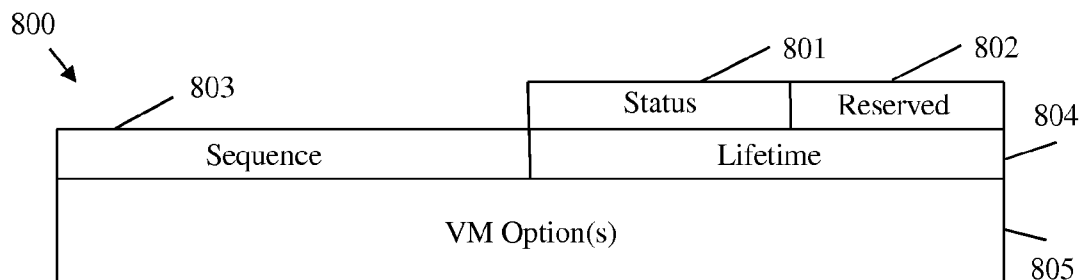 800
801
802
803
Status
Reserved
804
Sequence
Lifetime
VM Option(s)
805